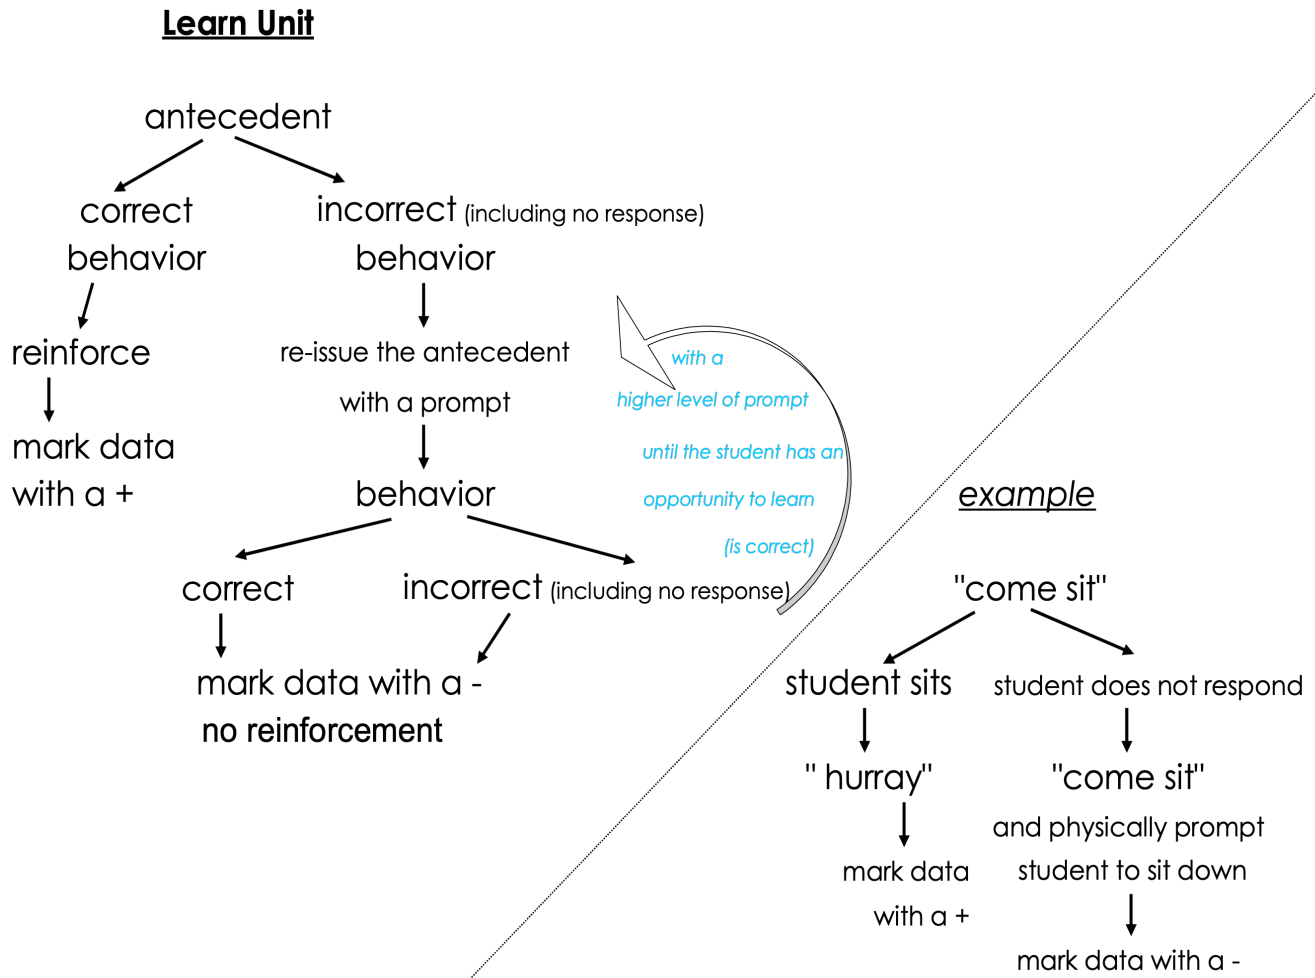 Learn Unit
antecedent
correct
behavior
incorrect (including no response)
behavior
reinforce
mark data
with a +
re-issue the antecedent
with a prompt
behavior
with a
higher level of prompt
until the student has an
opportunity to learn
(is correct)
correct
incorrect (including no response)
mark data with a -
no reinforcement
example
"come sit"
student sits
student does not respond
" hurray"
mark data
with a +
"come sit"
and physically prompt
student to sit down
mark data with a -